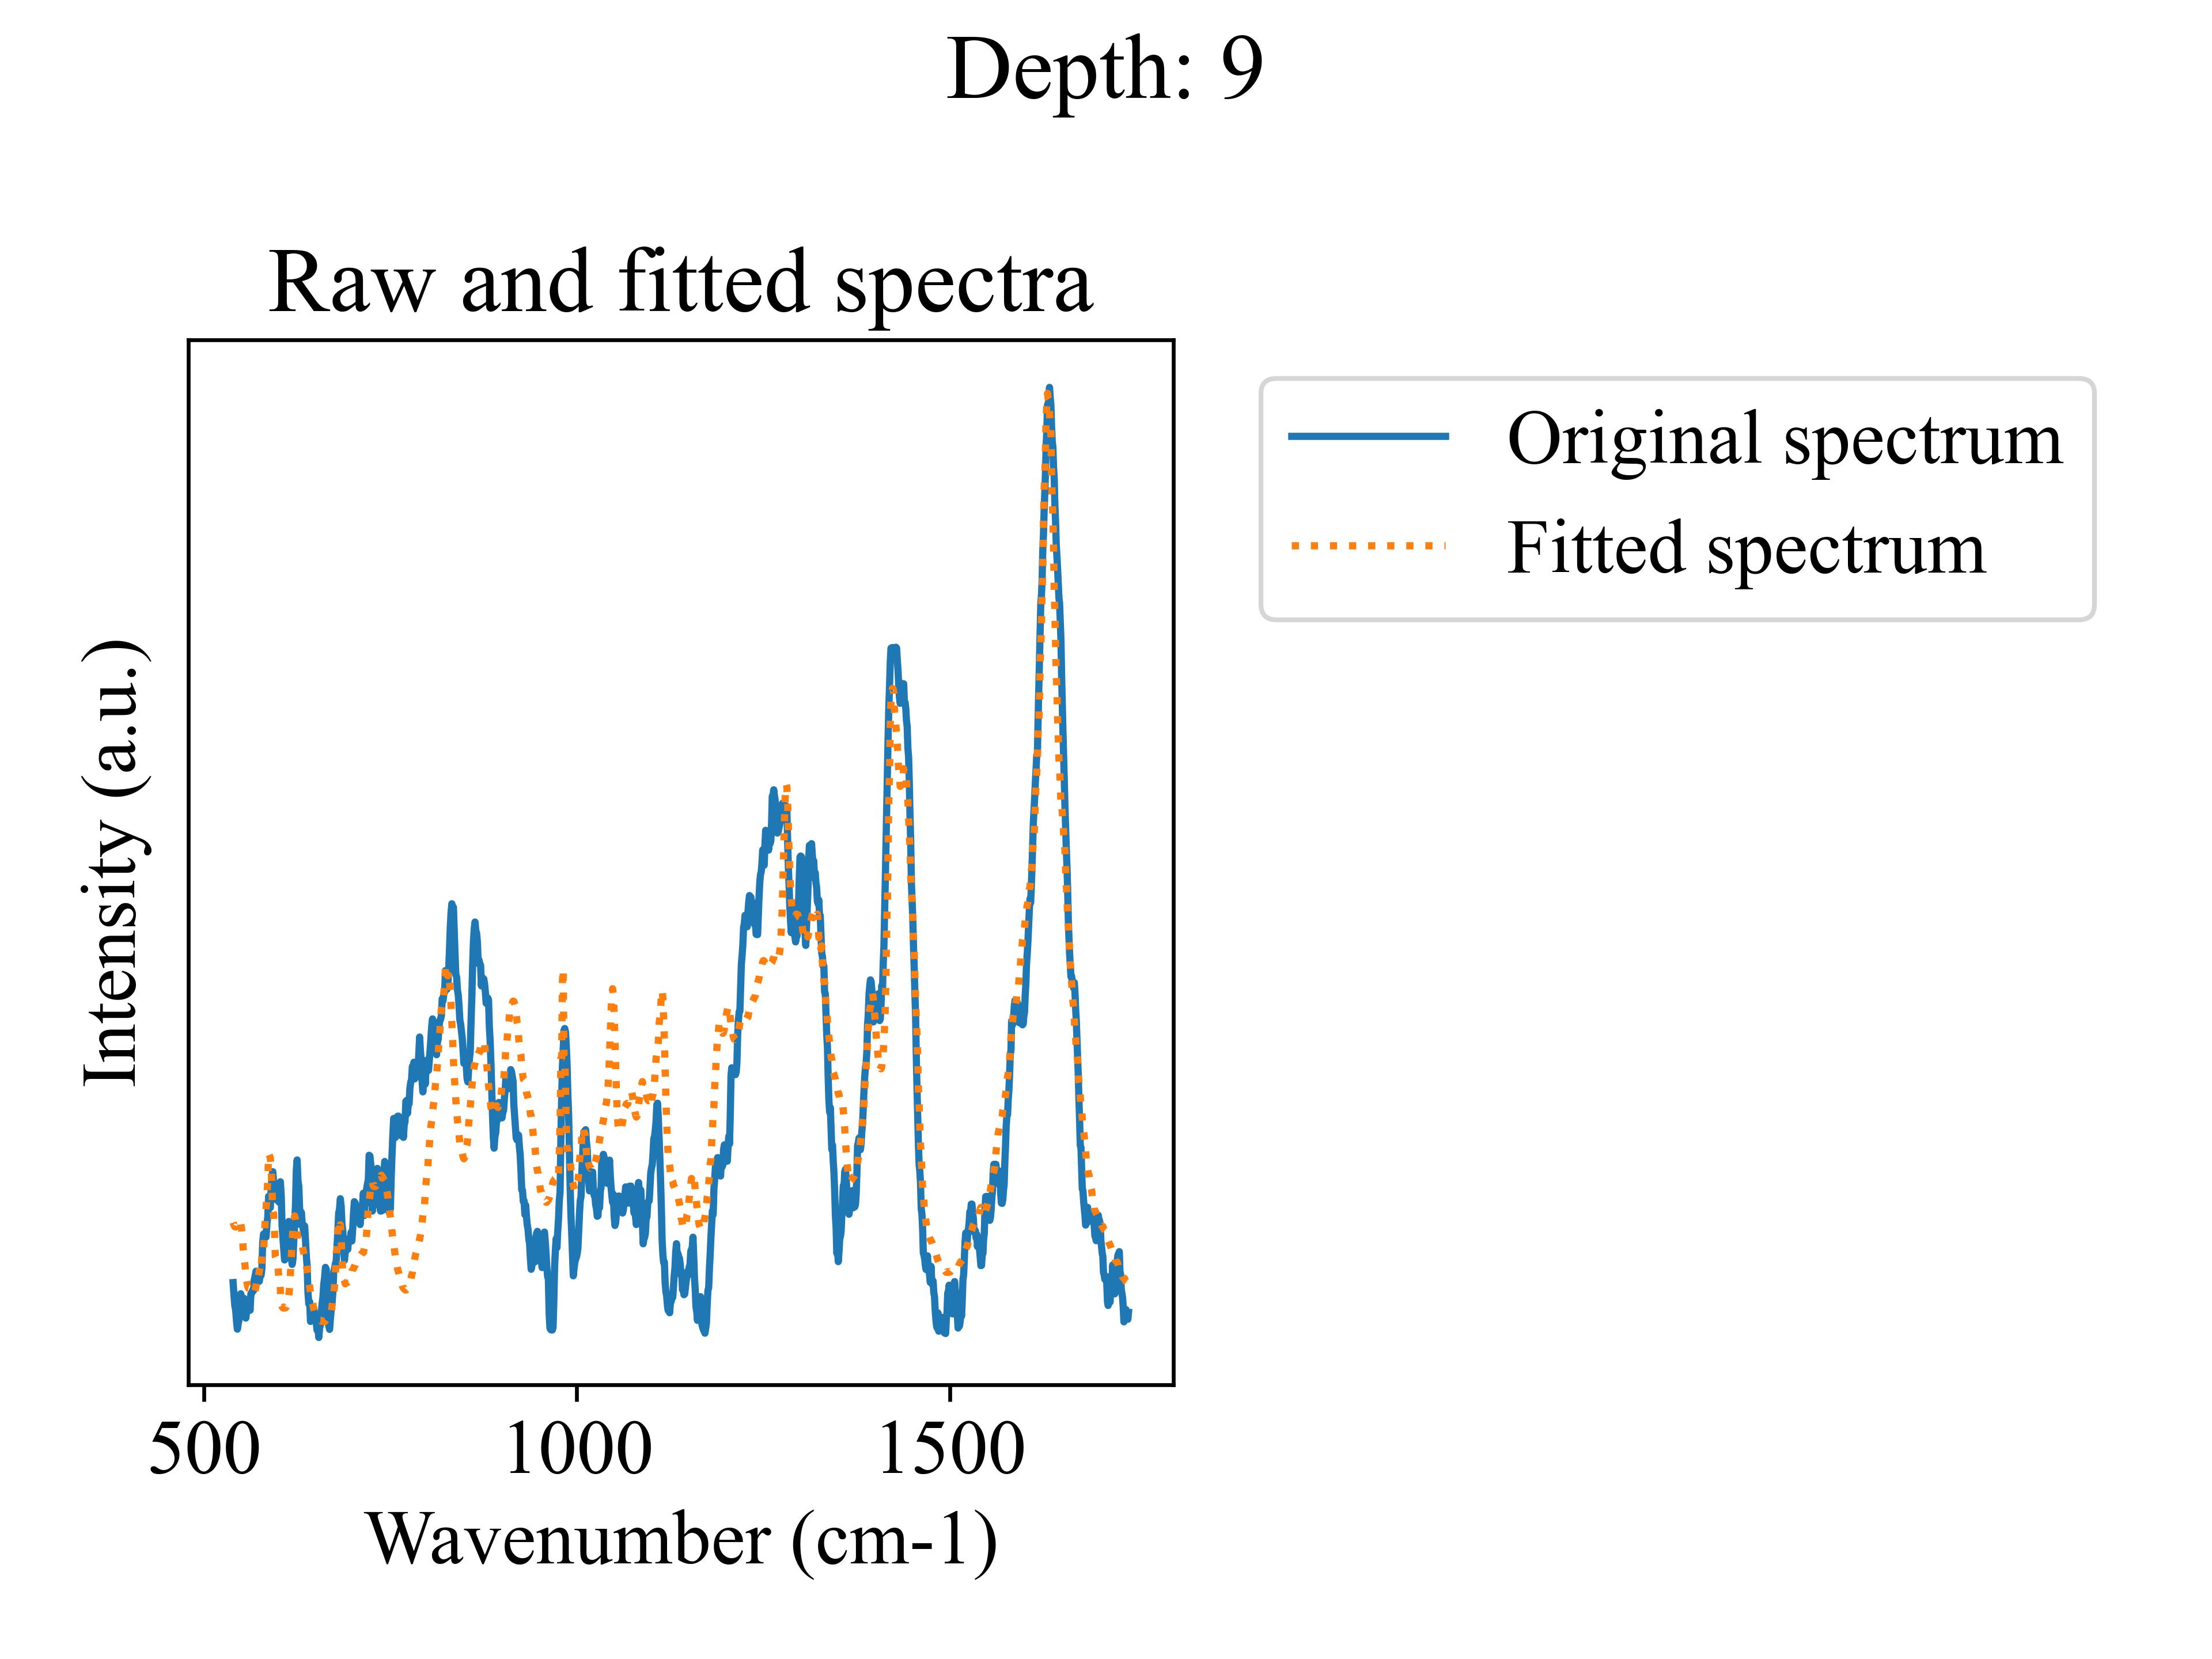 Depth: 9
Raw and fitted spectra
Original spectrum
Fitted spectrum
Intensity (a.u.)
500 1000 1500
Wavenumber (cm-1)